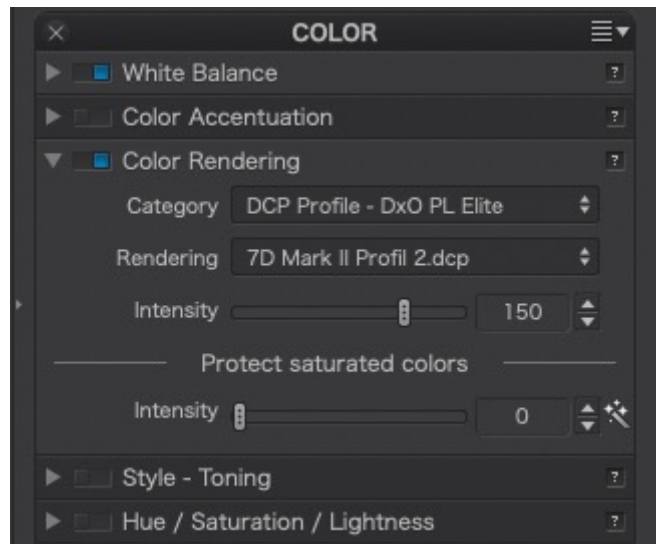 COLOR
White Balance ?
Color Accentuation ?
Color Rendering ?
Category DCP Profile - DxO PL Elite
Rendering 7D Mark II Profil 2.dcp
Intensity 150
Protect saturated colors
Intensity 0
Style - Toning ?
Hue / Saturation / Lightness ?